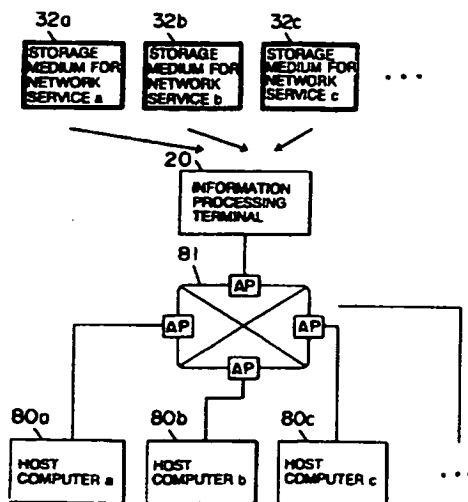 32a 32b 32c
STORAGE
MEDIUM FOR
NETWORK
SERVICE a
STORAGE
MEDIUM FOR
NETWORK
SERVICE b
STORAGE
MEDIUM FOR
NETWORK
SERVICE c
...
20
INFORMATION
PROCESSING
TERMINAL
81
AP
AP
AP
AP
80a 80b 80c
HOST
COMPUTER a
HOST
COMPUTER b
HOST
COMPUTER c
...